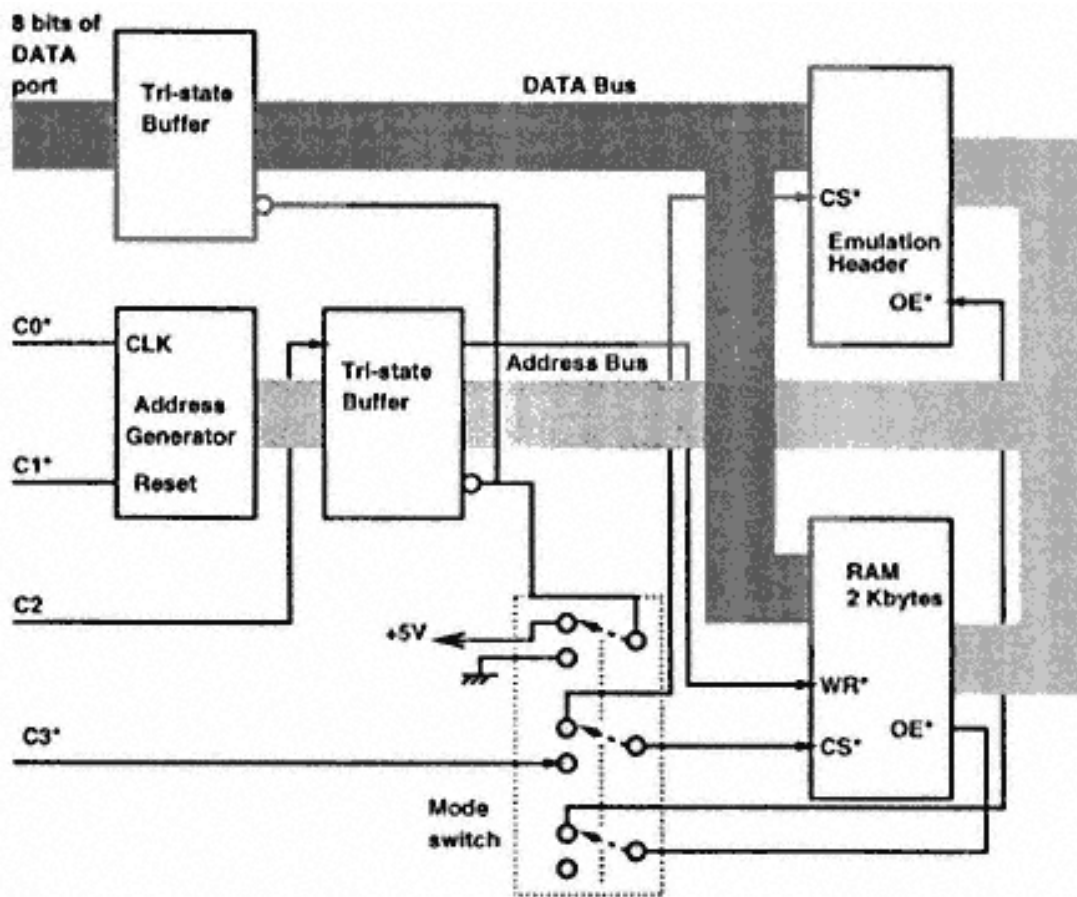 8 bits of
DATA
port
Tri-state
Buffer
DATA Bus
CS*
Emulation
Header
OE*
C0*
CLK
Address
Generator
C1*
Reset
Tri-state
Buffer
Address Bus
C2
+5V
RAM
2 Kbytes
WR*
OE*
CS*
C3*
Mode
switch